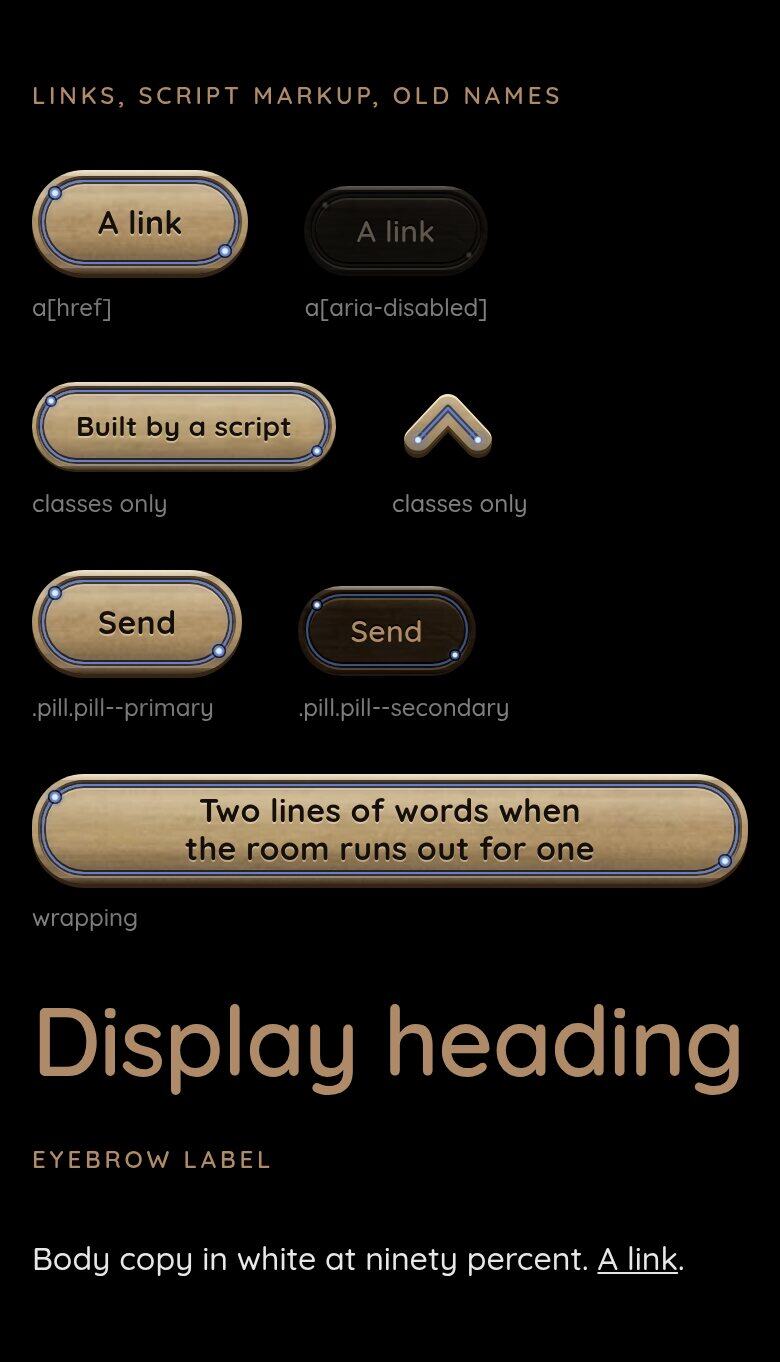 LINKS, SCRIPT MARKUP, OLD NAMES
A link
A link
a[href]
a[aria-disabled]
Built by a script
classes only
classes only
Send
Send
.pill.pill--primary
.pill.pill--secondary
Two lines of words when
the room runs out for one
wrapping
Display heading
EYEBROW LABEL
Body copy in white at ninety percent. A link.